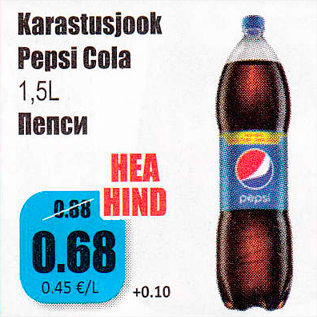 Karastusjook
Pepsi Cola
1,5L
Пепси
HEA
HIND
0.88
0.68
0.45 €/L
+0.10
pepsi